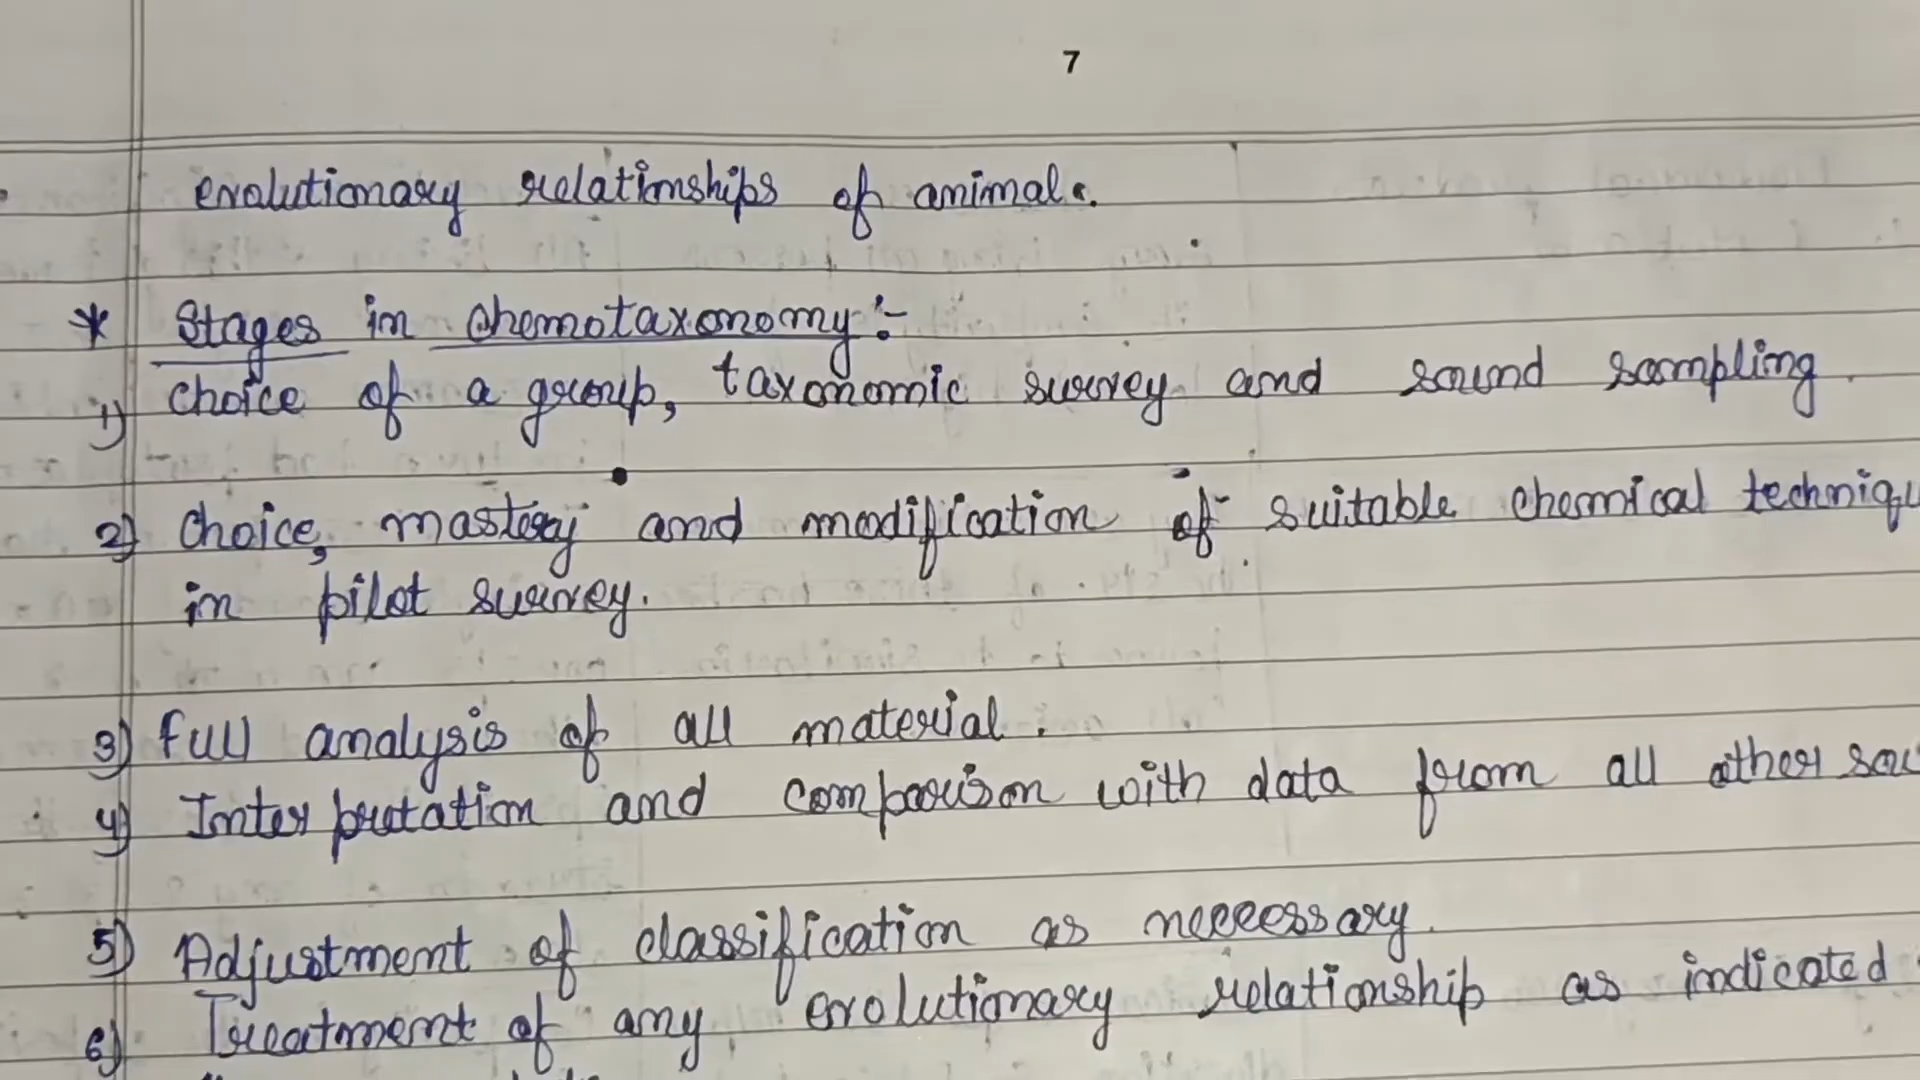 7
evolutionary relationships of animals.
* Stages in chemotaxonomy :-
1) choice of a group, taxonomic survey and sound sampling.
2) Choice, mastery and modification of suitable chemical techniqu
in pilot survey.
3) Full analysis of all material.
4) Interpretation and comparison with data from all other sou
5) Adjustment of classification as necessary.
6) Treatment of any evolutionary relationship as indicated